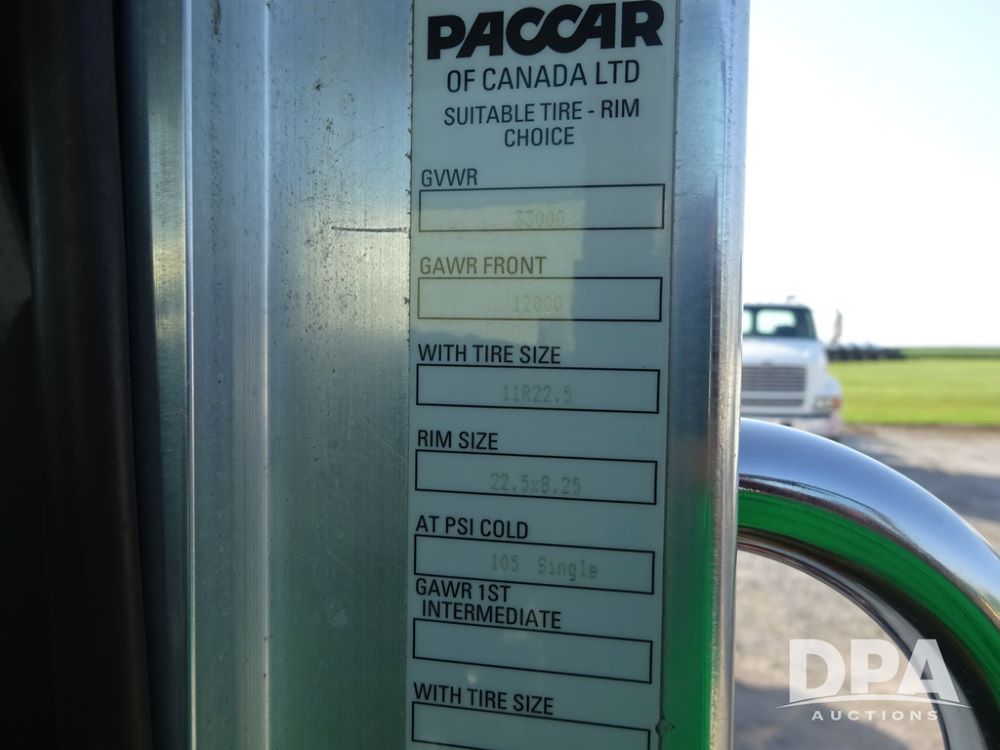 PACCAR
OF CANADA LTD
SUITABLE TIRE - RIM
CHOICE
GVWR
33000
GAWR FRONT
12000
WITH TIRE SIZE
11R22.5
RIM SIZE
22.5x8.25
AT PSI COLD
105 Single
GAWR 1ST
INTERMEDIATE
WITH TIRE SIZE
DPA
AUCTIONS